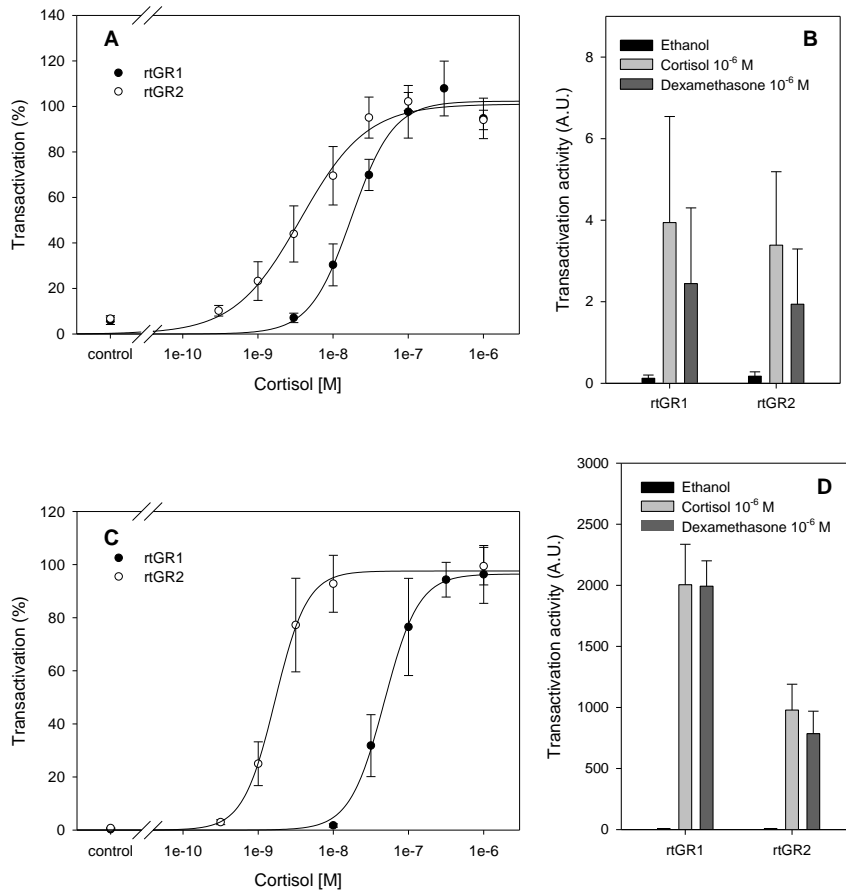 A
rtGR1
rtGR2
Transactivation (%)
140
120
100
80
60
40
20
0
control
1e-10
1e-9
1e-8
1e-7
1e-6
Cortisol [M]
B
Ethanol
Cortisol 10⁻⁶ M
Dexamethasone 10⁻⁶ M
Transactivation activity (A.U.)
8
6
4
2
0
rtGR1
rtGR2
C
rtGR1
rtGR2
Transactivation (%)
120
100
80
60
40
20
0
control
1e-10
1e-9
1e-8
1e-7
1e-6
Cortisol [M]
D
Ethanol
Cortisol 10⁻⁶ M
Dexamethasone 10⁻⁶ M
Transactivation activity (A.U.)
3000
2500
2000
1500
1000
500
0
rtGR1
rtGR2